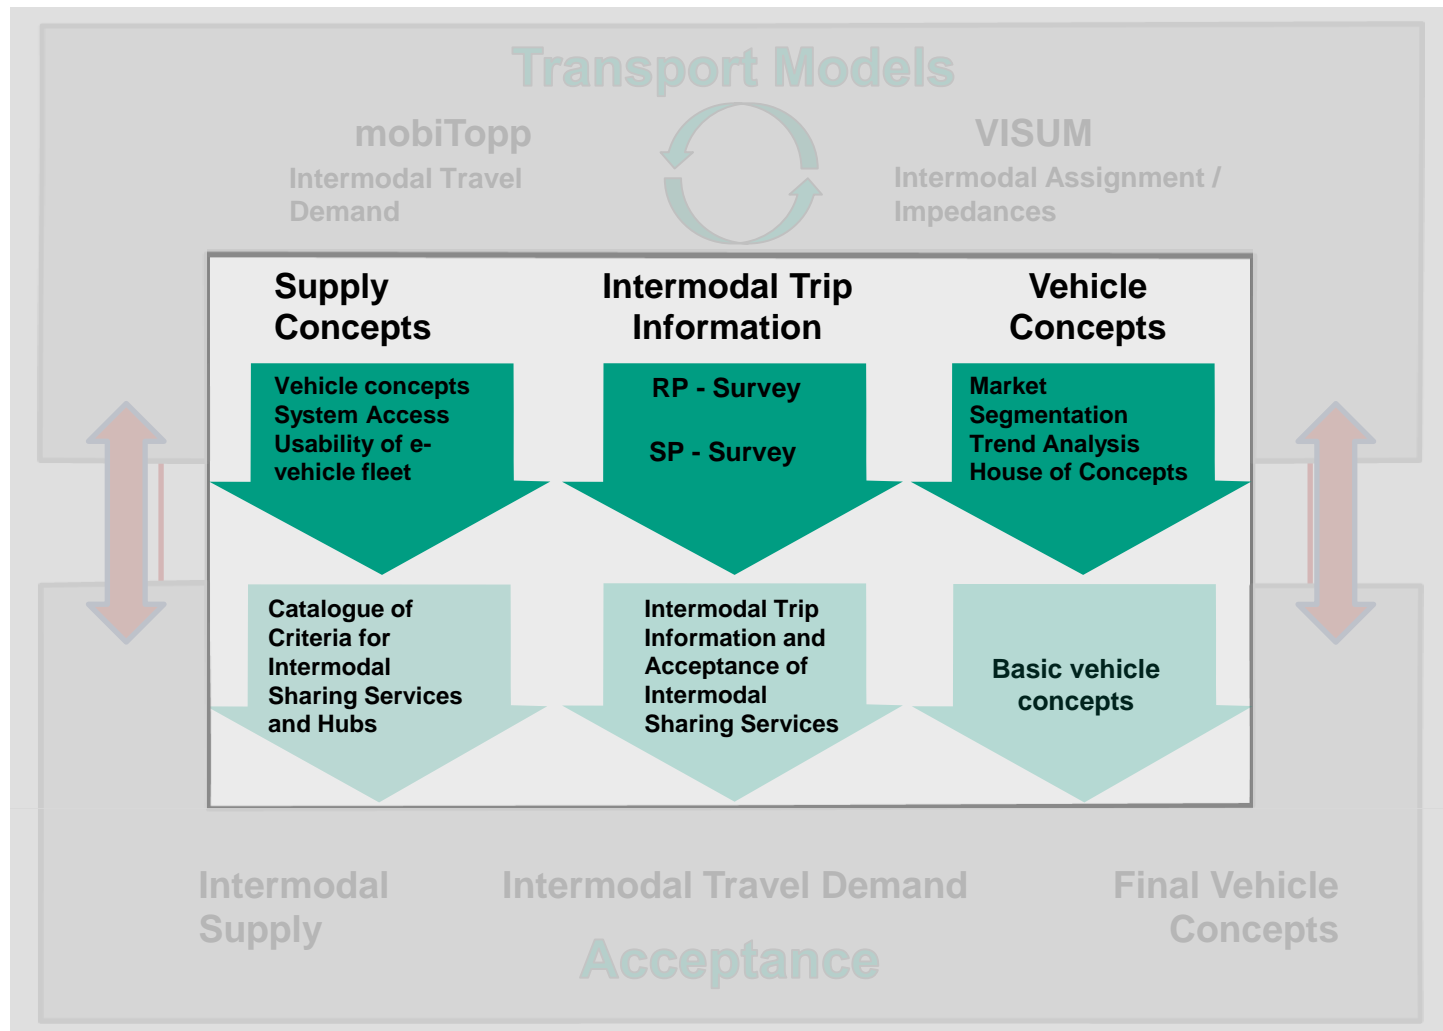 Transport Models
mobiTopp
Intermodal Travel
Demand
VISUM
Intermodal Assignment /
Impedances
Supply
Concepts
Intermodal Trip
Information
Vehicle
Concepts
Vehicle concepts
System Access
Usability of e-
vehicle fleet
RP - Survey
SP - Survey
Market
Segmentation
Trend Analysis
House of Concepts
Catalogue of
Criteria for
Intermodal
Sharing Services
and Hubs
Intermodal Trip
Information and
Acceptance of
Intermodal
Sharing Services
Basic vehicle
concepts
Intermodal
Supply
Intermodal Travel Demand
Final Vehicle
Concepts
Acceptance